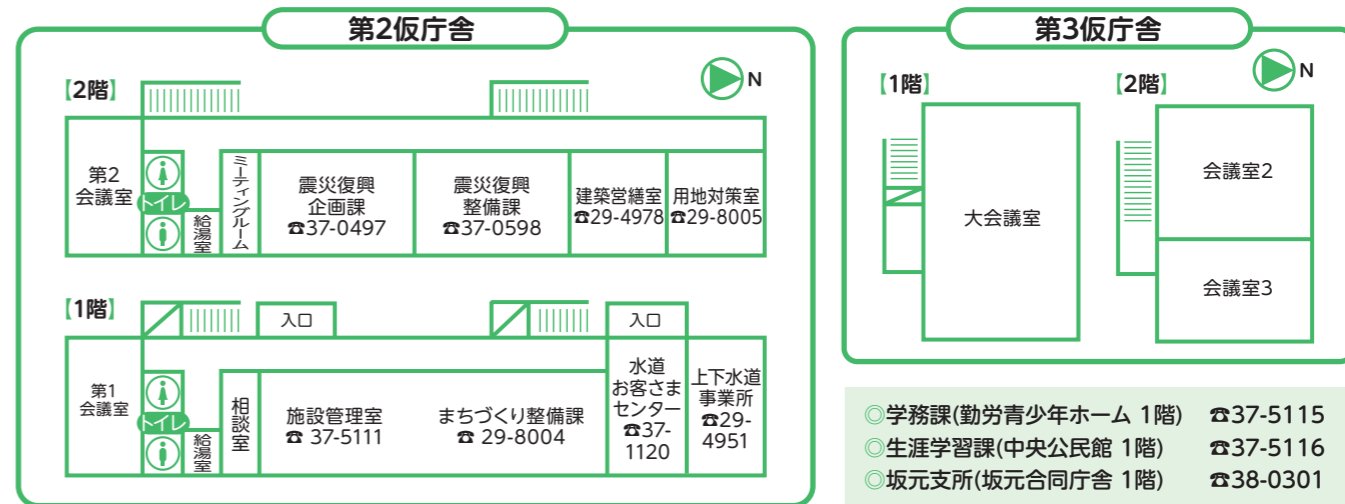 第2仮庁舎
【2階】
N
第2
会議室
トイレ
給湯室
ミーティングルーム
震災復興
企画課
☎37-0497
震災復興
整備課
☎37-0598
建築営繕室
☎29-4978
用地対策室
☎29-8005
【1階】
入口
入口
第1
会議室
トイレ
給湯室
相談室
施設管理室
☎ 37-5111
まちづくり整備課
☎ 29-8004
水道
お客さま
センター
☎37-
1120
上下水道
事業所
☎29-
4951
第3仮庁舎
【1階】
【2階】
N
大会議室
会議室2
会議室3
◎学務課(勤労青少年ホーム 1階) ☎37-5115
◎生涯学習課(中央公民館 1階) ☎37-5116
◎坂元支所(坂元合同庁舎 1階) ☎38-0301